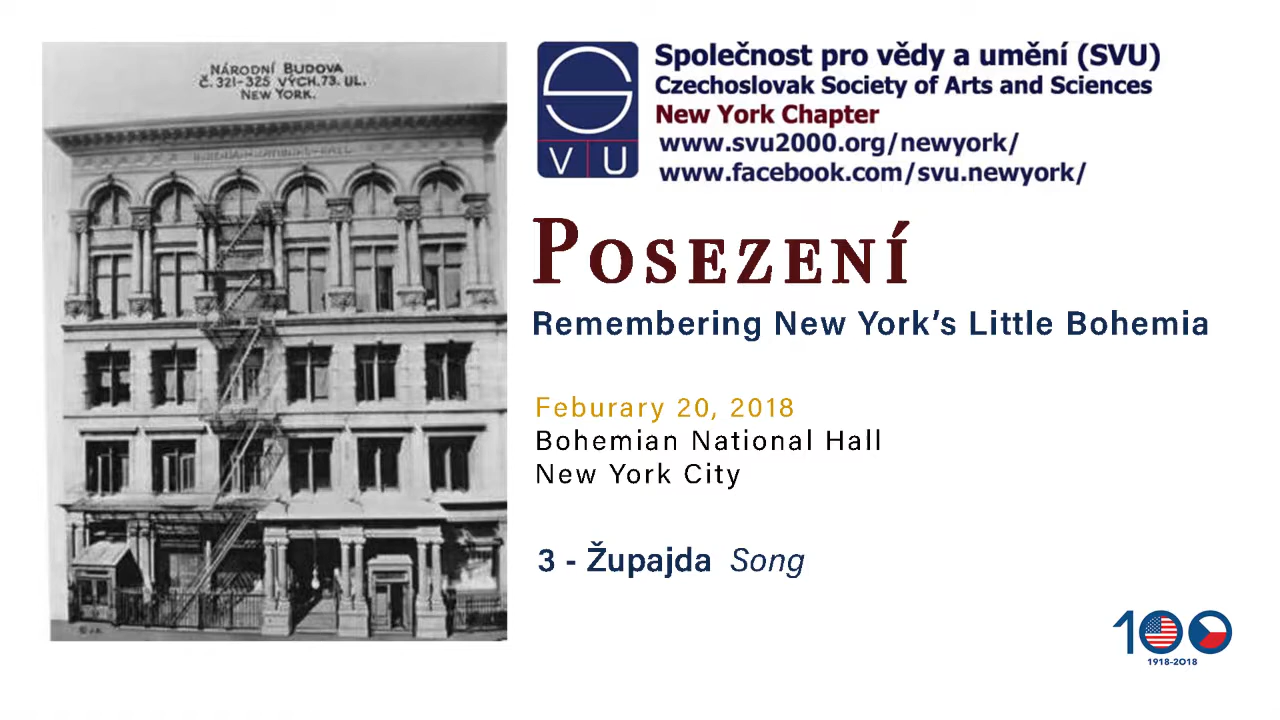 NÁRODNÍ BUDOVA
Č. 321-325 VÝCH. 73. UL.
NEW YORK.
Společnost pro vědy a umění (SVU)
Czechoslovak Society of Arts and Sciences
New York Chapter
www.svu2000.org/newyork/
www.facebook.com/svu.newyork/
S
V U
POSEZENÍ
Remembering New York's Little Bohemia
Feburary 20, 2018
Bohemian National Hall
New York City
3 - Župajda Song
100
1918-2018